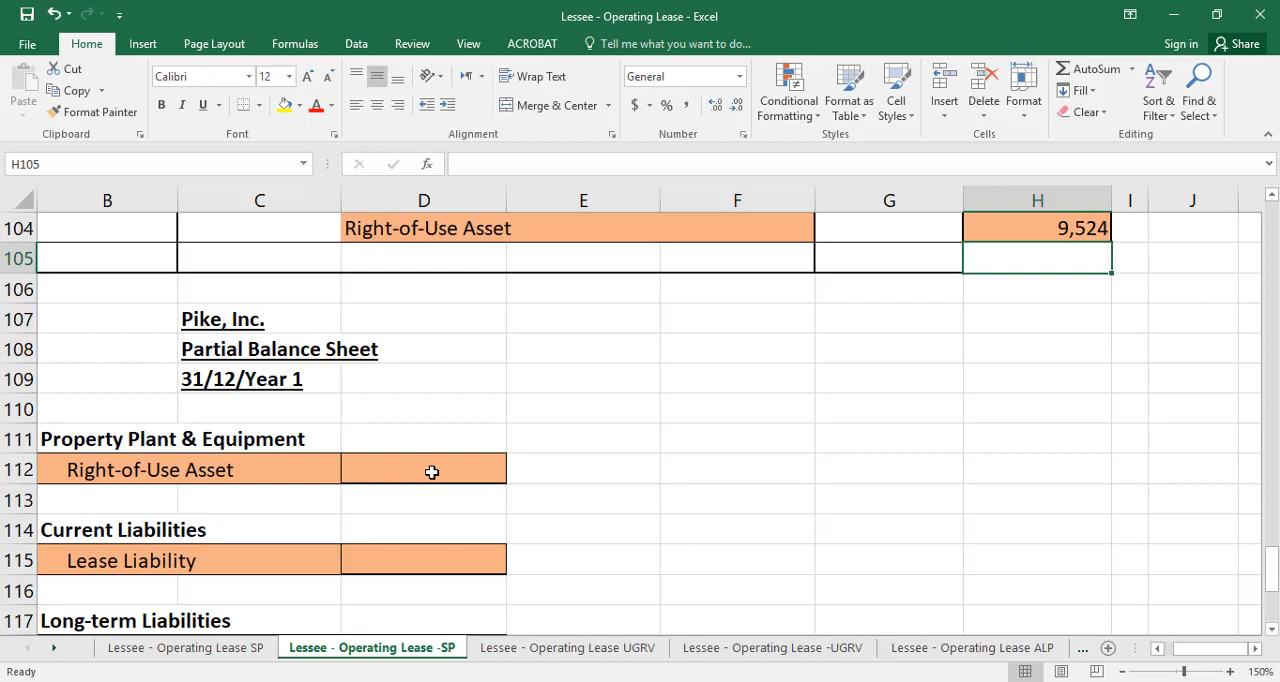 Lessee - Operating Lease - Excel
File Home Insert Page Layout Formulas Data Review View ACROBAT Tell me what you want to do... Sign in Share
Paste Cut Copy Format Painter
Calibri 12
B I U A
Wrap Text
Merge & Center
General
$ % ,
Conditional Formatting
Format as Table
Cell Styles
Insert Delete Format
AutoSum
Fill
Clear
Sort & Filter
Find & Select
Clipboard Font Alignment Number Styles Cells Editing
H105 fx
B C D E F G H I J
104 Right-of-Use Asset 9,524
105
106
107 Pike, Inc.
108 Partial Balance Sheet
109 31/12/Year 1
110
111 Property Plant & Equipment
112 Right-of-Use Asset
113
114 Current Liabilities
115 Lease Liability
116
117 Long-term Liabilities
Lessee - Operating Lease SP Lessee - Operating Lease -SP Lessee - Operating Lease UGRV Lessee - Operating Lease -UGRV Lessee - Operating Lease ALP ...
Ready 150%